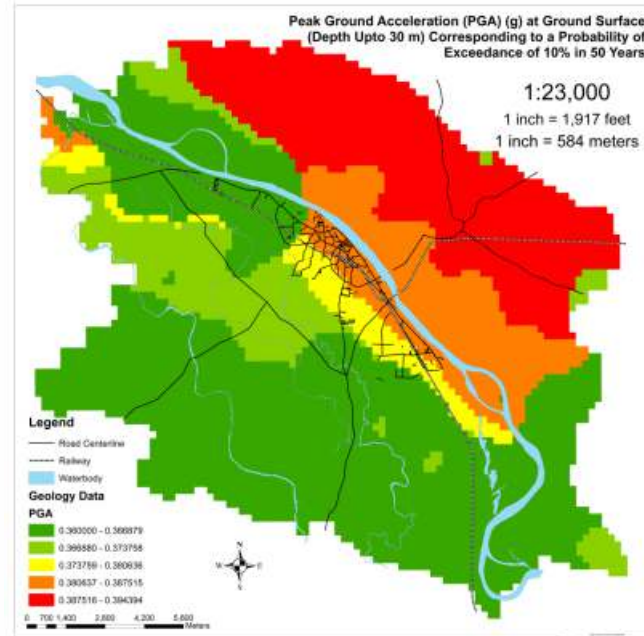 Peak Ground Acceleration (PGA) (g) at Ground Surface
(Depth Upto 30 m) Corresponding to a Probability of
Exceedance of 10% in 50 Years
1:23,000
1 inch = 1,917 feet
1 inch = 584 meters
Legend
Road Centerline
Railway
Waterbody
Geology Data
PGA
0.360000 - 0.366879
0.366880 - 0.373758
0.373759 - 0.380636
0.380637 - 0.387515
0.387516 - 0.394394
N
W E
S
0 700 1,400 2,800 4,200 5,600
Meters